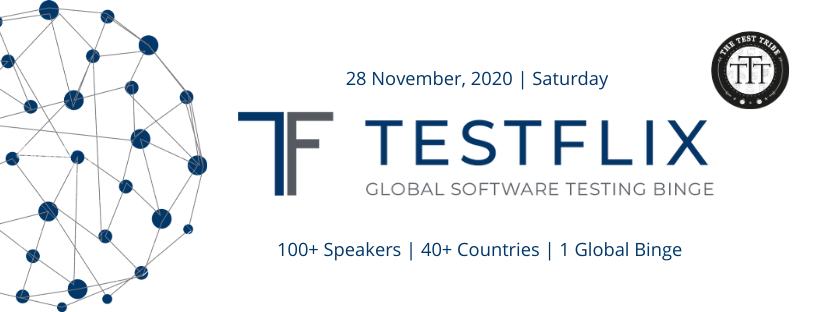 28 November, 2020 | Saturday
THE TEST TRIBE
TTT
TF
TESTFLIX
GLOBAL SOFTWARE TESTING BINGE
100+ Speakers | 40+ Countries | 1 Global Binge